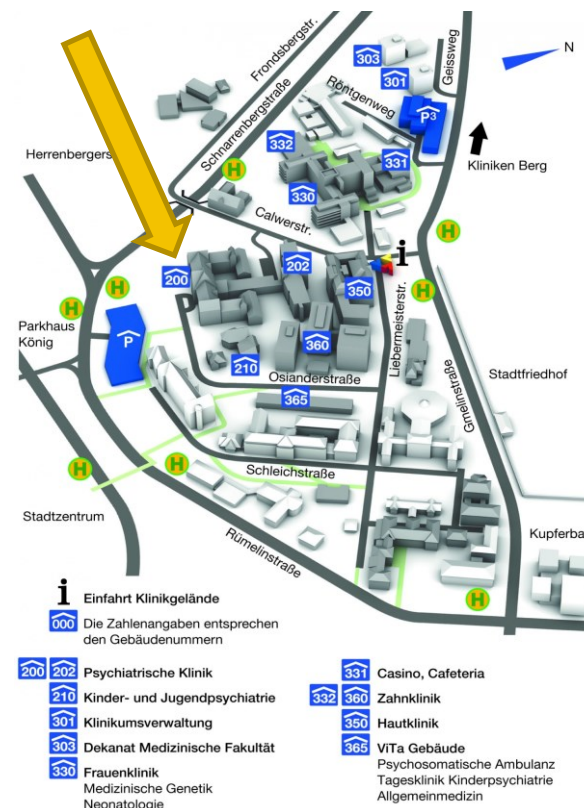 Frondsbergstr.
Schnarrenbergstraße
Geissweg
303
301
N
Röntgenweg
P3
332
331
Herrenbergers
H
Kliniken Berg
330
Calwerstr.
H
i
200
202
350
H
H
H
Parkhaus
König
P
Liebermeisterstr.
360
210
Osianderstraße
Gmelinstraße
Stadtfriedhof
365
H
H
Schleichstraße
Stadtzentrum
Rümelinstraße
Kupferba
H
i Einfahrt Klinikgelände
000 Die Zahlenangaben entsprechen
den Gebäudenummern
200 202 Psychiatrische Klinik
210 Kinder- und Jugendpsychiatrie
301 Klinikumsverwaltung
303 Dekanat Medizinische Fakultät
330 Frauenklinik
Medizinische Genetik
Neonatologie
331 Casino, Cafeteria
332 360 Zahnklinik
350 Hautklinik
365 ViTa Gebäude
Psychosomatische Ambulanz
Tagesklinik Kinderpsychiatrie
Allgemeinmedizin